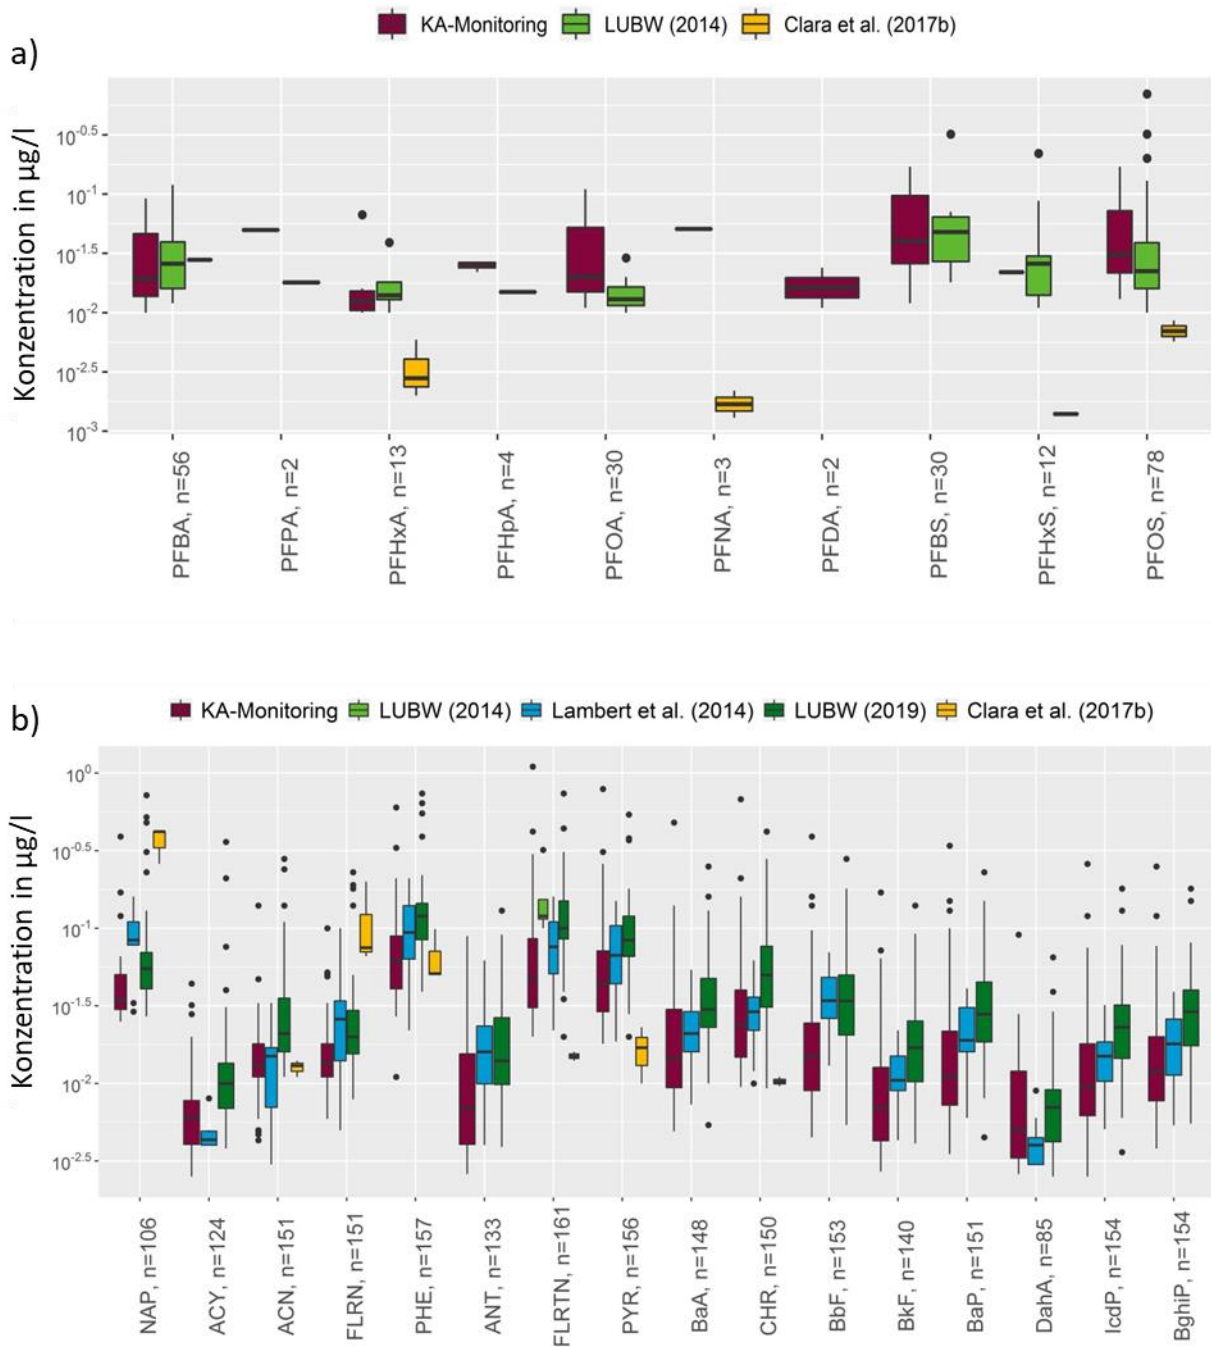 KA-Monitoring LUBW (2014) Clara et al. (2017b)
a)
Konzentration in µg/l
10^-0.5
10^-1
10^-1.5
10^-2
10^-2.5
10^-3
PFBA, n=56
PFPA, n=2
PFHxA, n=13
PFHpA, n=4
PFOA, n=30
PFNA, n=3
PFDA, n=2
PFBS, n=30
PFHxS, n=12
PFOS, n=78
b)
KA-Monitoring LUBW (2014) Lambert et al. (2014) LUBW (2019) Clara et al. (2017b)
Konzentration in µg/l
10^0
10^-0.5
10^-1
10^-1.5
10^-2
10^-2.5
NAP, n=106
ACY, n=124
ACN, n=151
FLRN, n=151
PHE, n=157
ANT, n=133
FLRTN, n=161
PYR, n=156
BaA, n=148
CHR, n=150
BbF, n=153
BkF, n=140
BaP, n=151
DahA, n=85
IcdP, n=154
BghiP, n=154